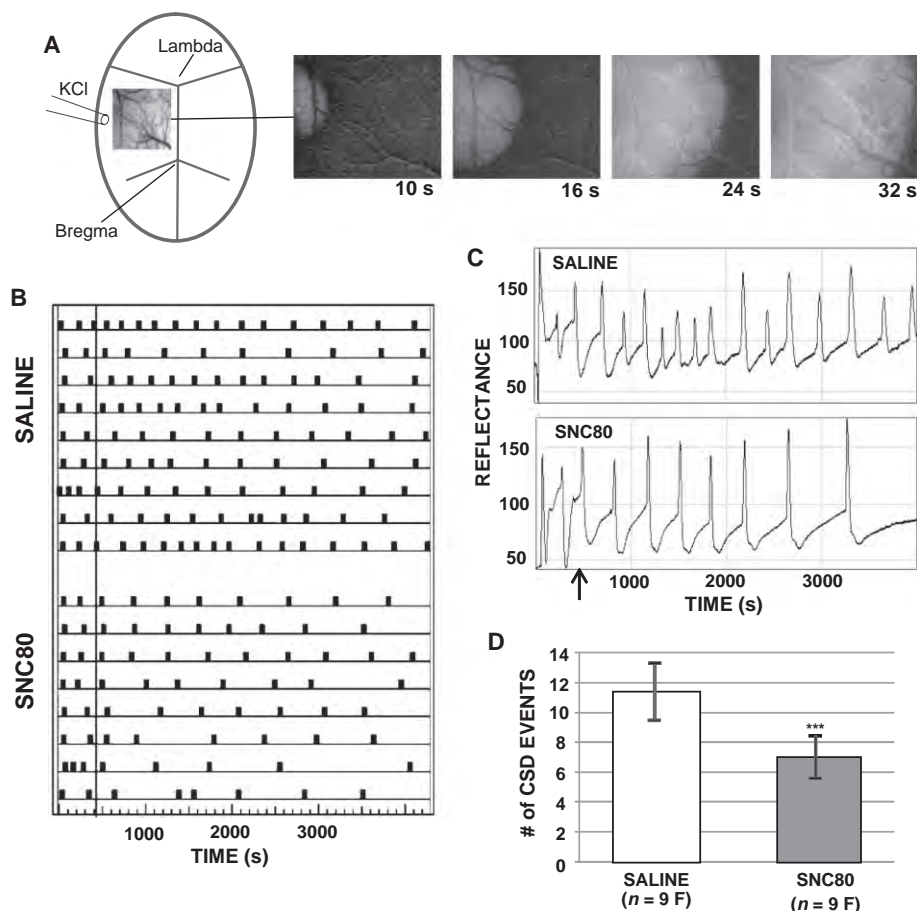 A
Lambda
KCl
Bregma
10 s
16 s
24 s
32 s
B
SALINE
SNC80
1000
2000
3000
TIME (s)
C
SALINE
150
100
50
SNC80
150
100
50
REFLECTANCE
1000
2000
3000
TIME (s)
D
14
12
10
8
6
4
2
0
# of CSD EVENTS
***
SALINE
(n = 9 F)
SNC80
(n = 9 F)